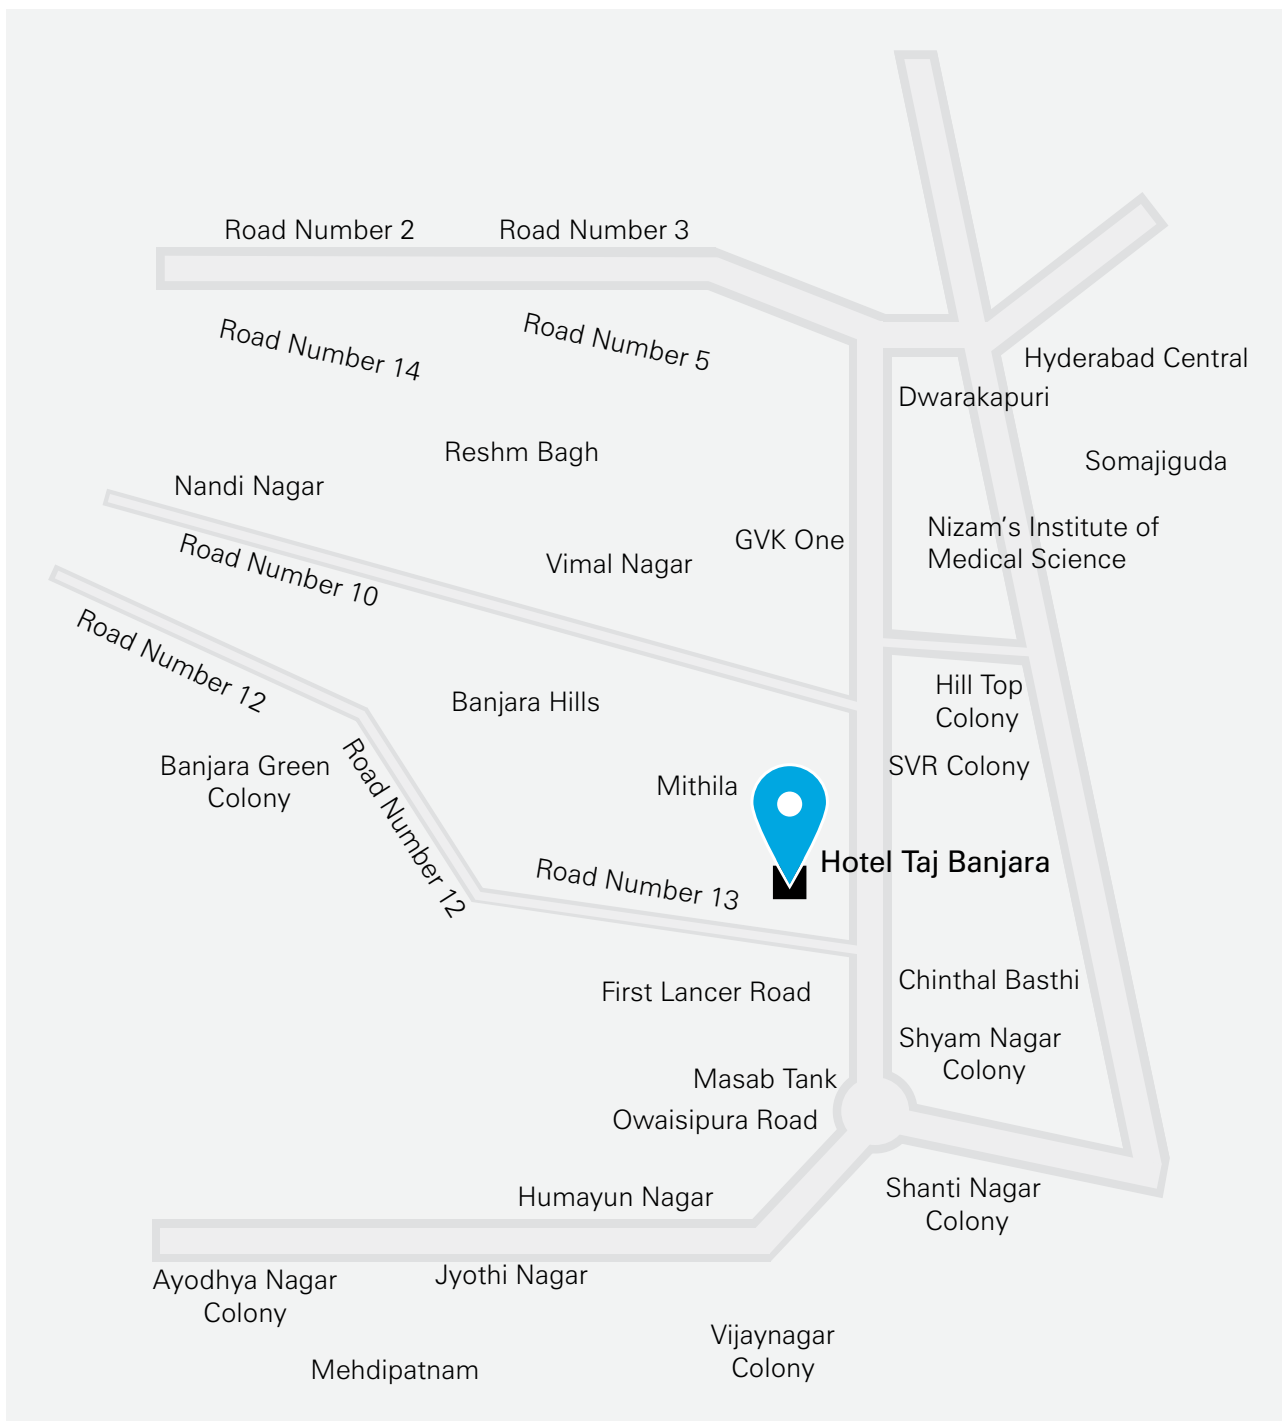 Road Number 2
Road Number 3
Road Number 14
Road Number 5
Hyderabad Central
Dwarakapuri
Reshm Bagh
Somajiguda
Nandi Nagar
Nizam’s Institute of
Medical Science
GVK One
Vimal Nagar
Road Number 10
Road Number 12
Banjara Hills
Hill Top
Colony
Banjara Green
Colony
SVR Colony
Mithila
Road Number 12
Hotel Taj Banjara
Road Number 13
First Lancer Road
Chinthal Basthi
Shyam Nagar
Colony
Masab Tank
Owaisipura Road
Humayun Nagar
Shanti Nagar
Colony
Ayodhya Nagar
Colony
Jyothi Nagar
Vijaynagar
Colony
Mehdipatnam